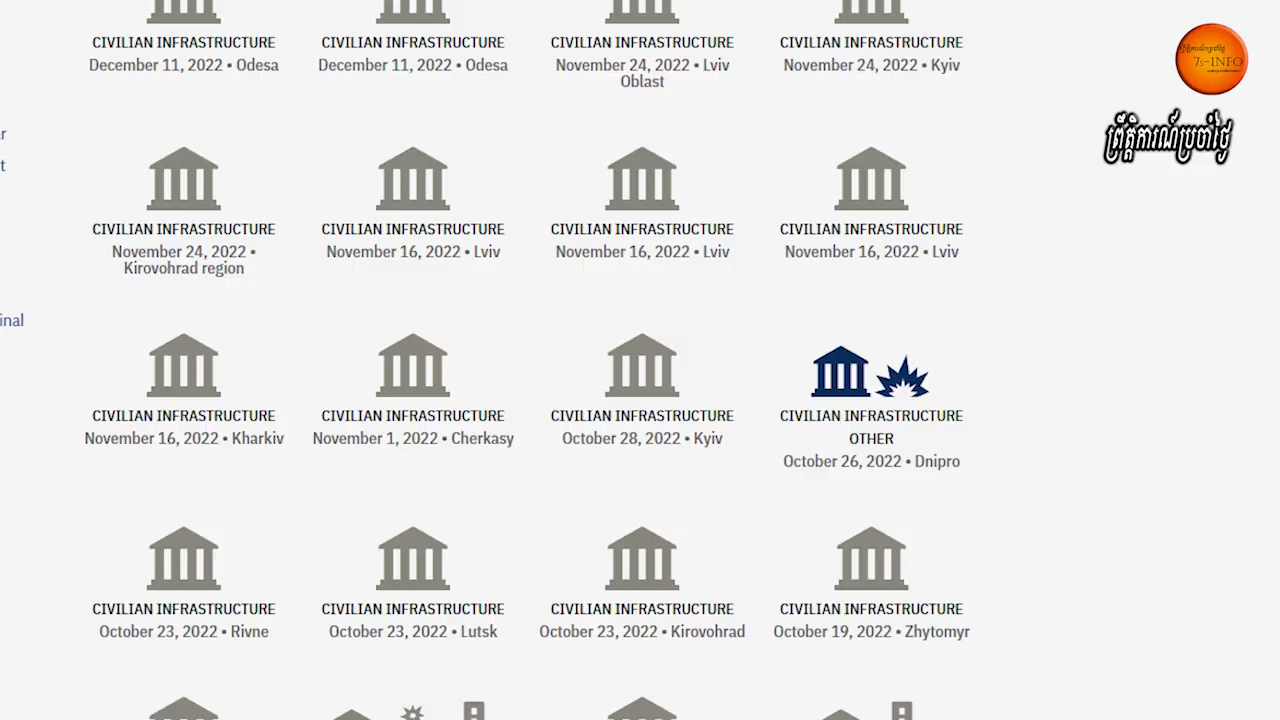 CIVILIAN INFRASTRUCTURE
December 11, 2022 • Odesa
CIVILIAN INFRASTRUCTURE
December 11, 2022 • Odesa
CIVILIAN INFRASTRUCTURE
November 24, 2022 • Lviv
Oblast
CIVILIAN INFRASTRUCTURE
November 24, 2022 • Kyiv
7s-INFO
ព្រឹត្តិការណ៍ប្រចាំថ្ងៃ
r
t
CIVILIAN INFRASTRUCTURE
November 24, 2022 •
Kirovohrad region
CIVILIAN INFRASTRUCTURE
November 16, 2022 • Lviv
CIVILIAN INFRASTRUCTURE
November 16, 2022 • Lviv
CIVILIAN INFRASTRUCTURE
November 16, 2022 • Lviv
inal
CIVILIAN INFRASTRUCTURE
November 16, 2022 • Kharkiv
CIVILIAN INFRASTRUCTURE
November 1, 2022 • Cherkasy
CIVILIAN INFRASTRUCTURE
October 28, 2022 • Kyiv
CIVILIAN INFRASTRUCTURE
OTHER
October 26, 2022 • Dnipro
CIVILIAN INFRASTRUCTURE
October 23, 2022 • Rivne
CIVILIAN INFRASTRUCTURE
October 23, 2022 • Lutsk
CIVILIAN INFRASTRUCTURE
October 23, 2022 • Kirovohrad
CIVILIAN INFRASTRUCTURE
October 19, 2022 • Zhytomyr